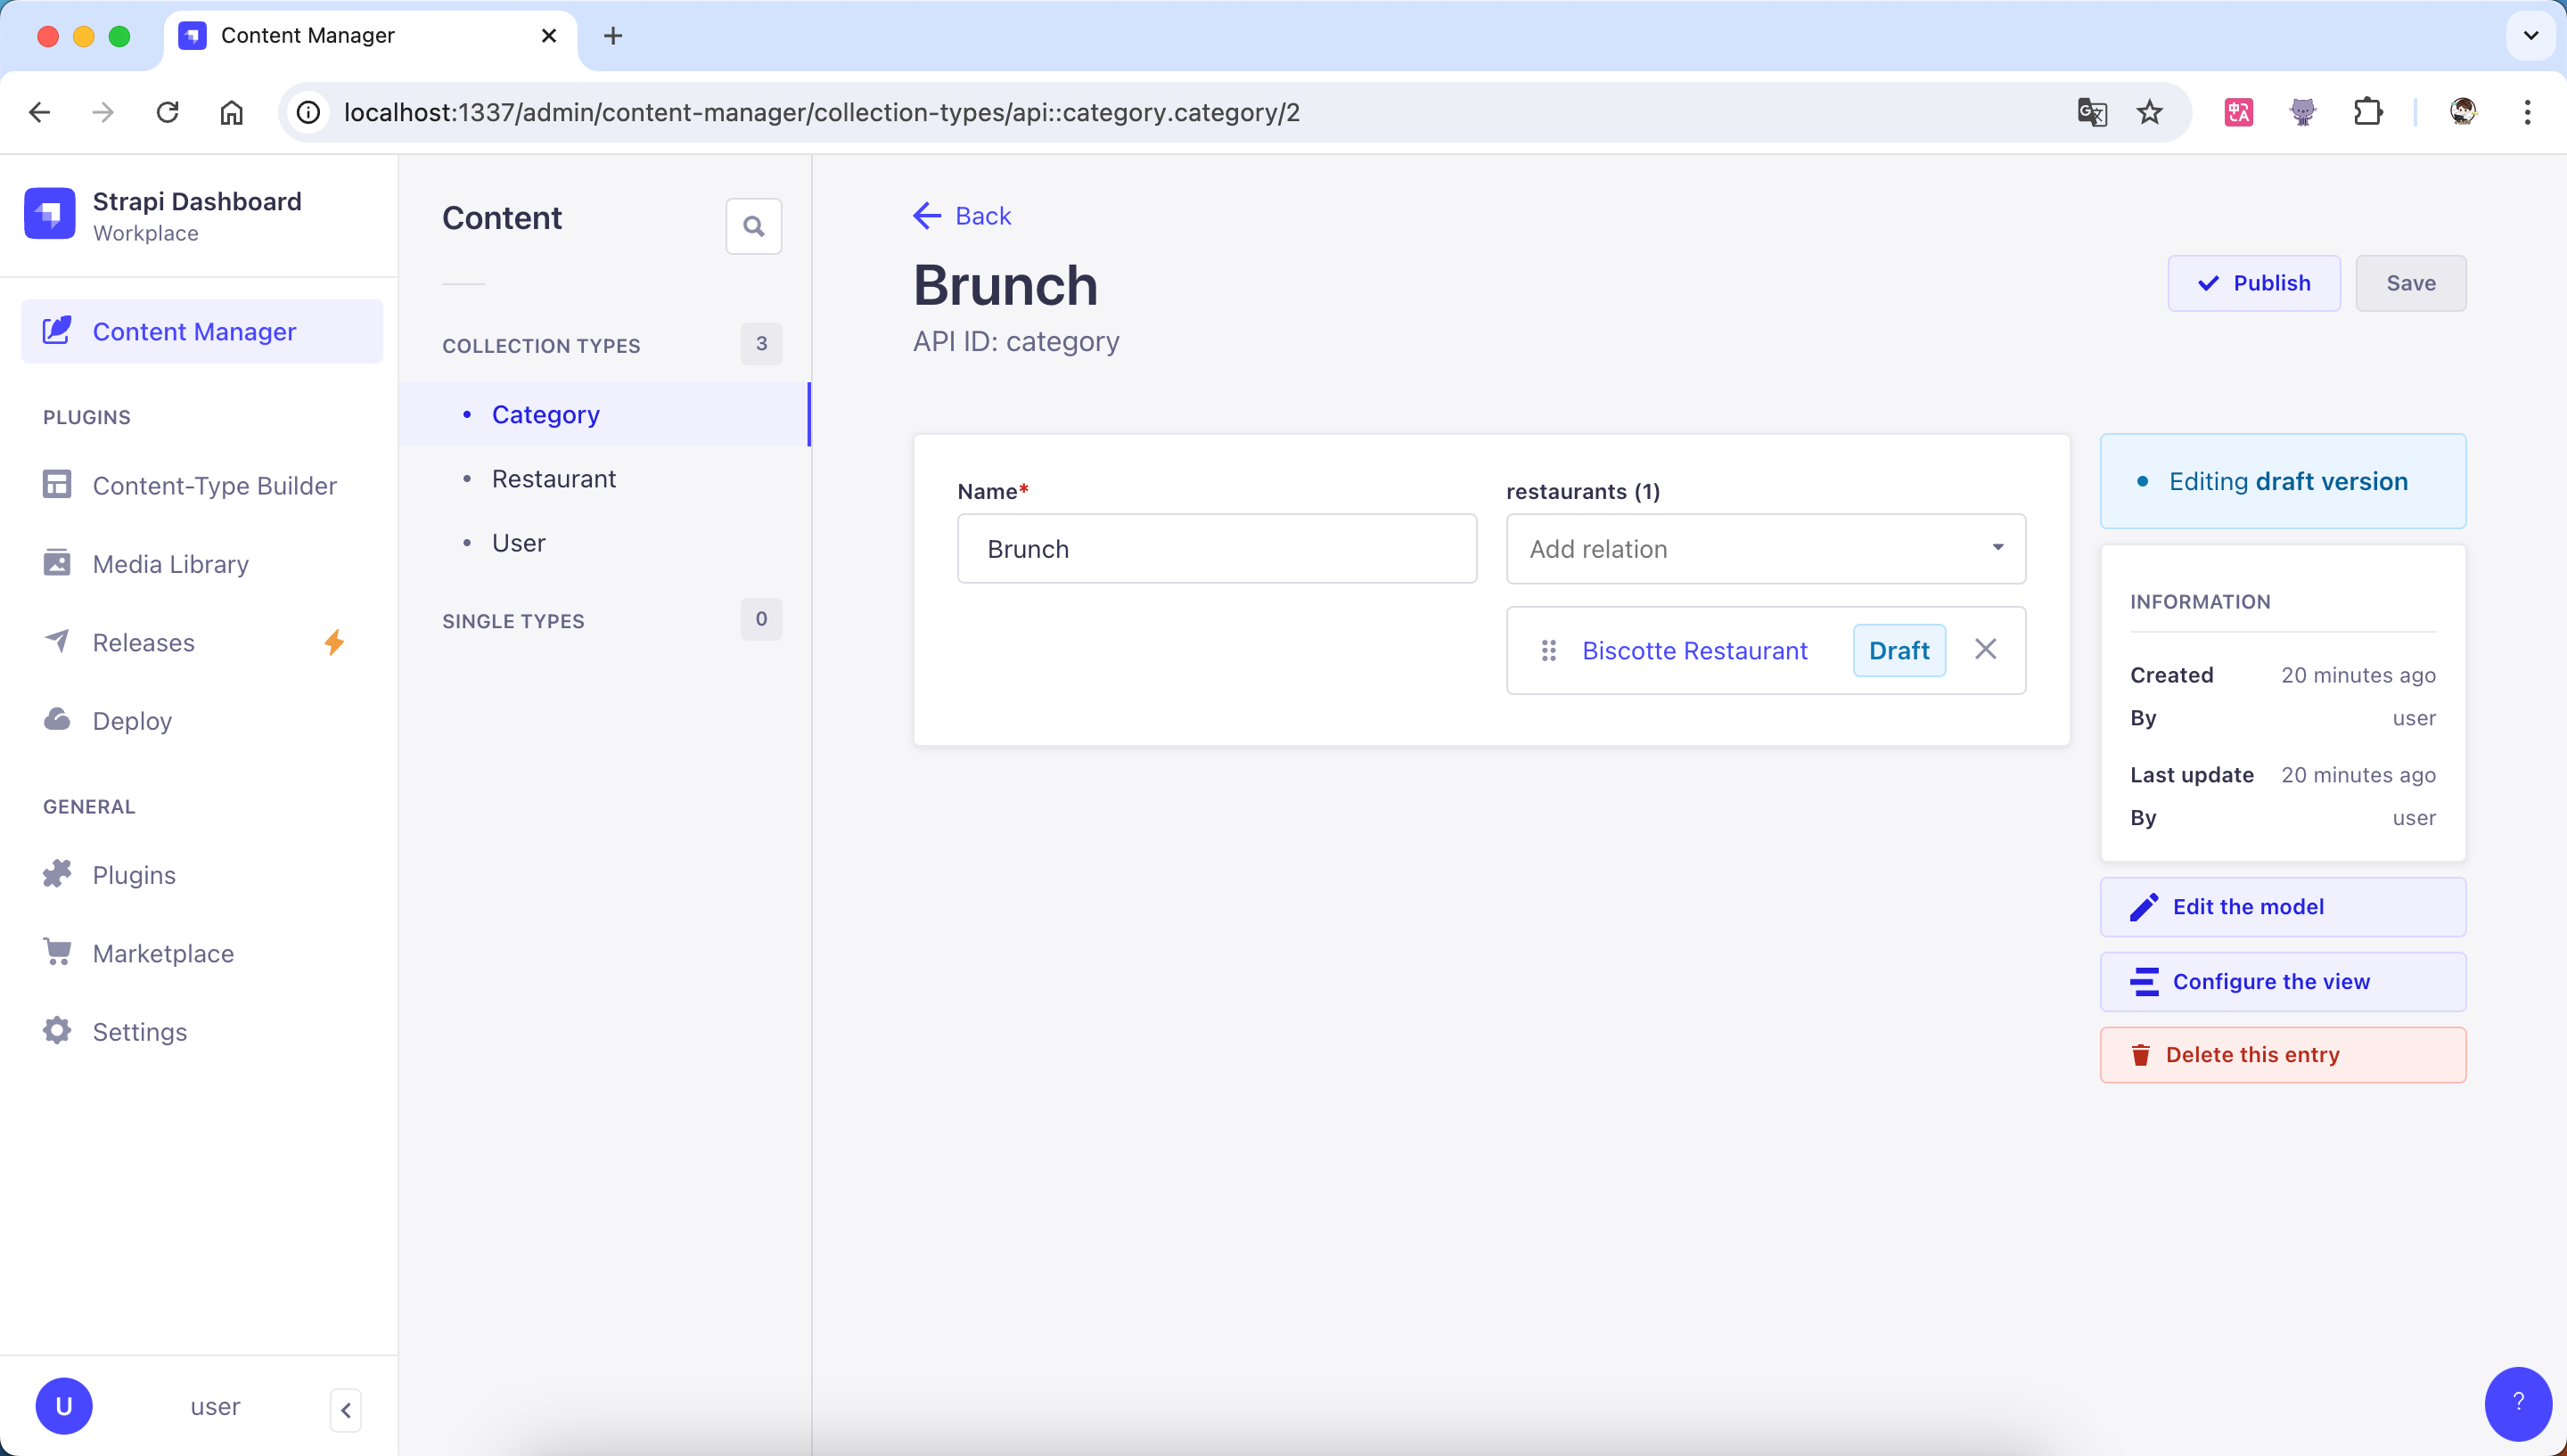 Content Manager
localhost:1337/admin/content-manager/collection-types/api::category.category/2
Strapi Dashboard
Workplace
Content Manager
PLUGINS
Content-Type Builder
Media Library
Releases
Deploy
GENERAL
Plugins
Marketplace
Settings
U
user
Content
COLLECTION TYPES
3
Category
Restaurant
User
SINGLE TYPES
0
Back
Brunch
API ID: category
Publish
Save
Name*
Brunch
restaurants (1)
Add relation
Biscotte Restaurant
Draft
Editing draft version
INFORMATION
Created 20 minutes ago
By user
Last update 20 minutes ago
By user
Edit the model
Configure the view
Delete this entry
?